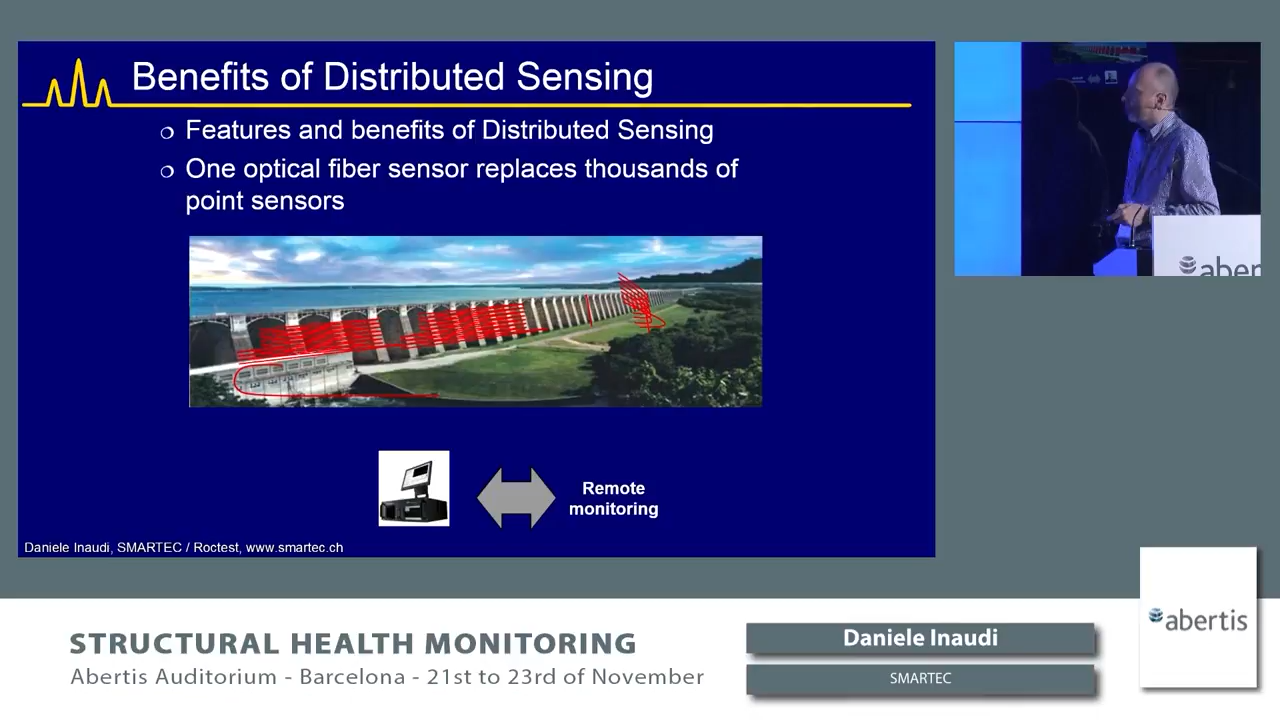 Benefits of Distributed Sensing
Features and benefits of Distributed Sensing
One optical fiber sensor replaces thousands of
point sensors
Remote
monitoring
Daniele Inaudi, SMARTEC / Roctest, www.smartec.ch
abertis
STRUCTURAL HEALTH MONITORING
Abertis Auditorium - Barcelona - 21st to 23rd of November
Daniele Inaudi
SMARTEC
abertis